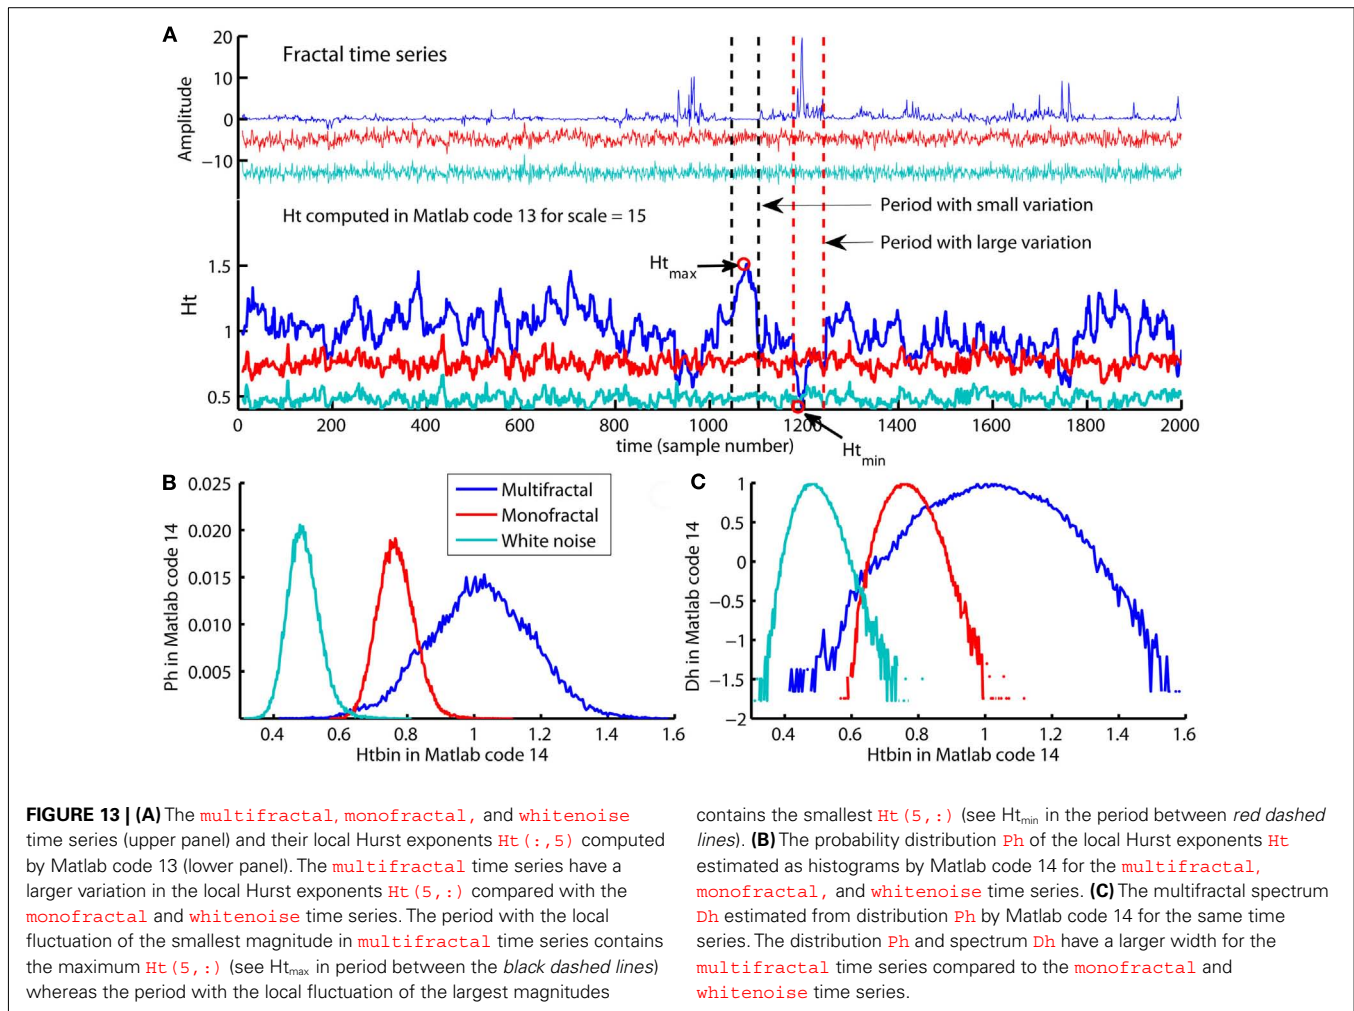 A
Fractal time series
20
10
0
−10
Amplitude
Ht computed in Matlab code 13 for scale = 15
Period with small variation
Period with large variation
Htmax
1.5
1
0.5
Ht
0 200 400 600 800 1000 1200 1400 1600 1800 2000
time (sample number)
Htmin
B
0.025
0.020
0.015
0.010
0.005
Ph in Matlab code 14
Multifractal
Monofractal
White noise
0.4 0.6 0.8 1 1.2 1.4 1.6
Htbin in Matlab code 14
C
1
0.5
0
−0.5
−1
−1.5
−2
Dh in Matlab code 14
0.4 0.6 0.8 1 1.2 1.4 1.6
Htbin in Matlab code 14
FIGURE 13 | (A) The multifractal, monofractal, and whitenoise
time series (upper panel) and their local Hurst exponents Ht(:,5) computed
by Matlab code 13 (lower panel). The multifractal time series have a
larger variation in the local Hurst exponents Ht(5,:) compared with the
monofractal and whitenoise time series. The period with the local
fluctuation of the smallest magnitude in multifractal time series contains
the maximum Ht(5,:) (see Htmax in period between the black dashed lines)
whereas the period with the local fluctuation of the largest magnitudes
contains the smallest Ht(5,:) (see Htmin in the period between red dashed
lines). (B) The probability distribution Ph of the local Hurst exponents Ht
estimated as histograms by Matlab code 14 for the multifractal,
monofractal, and whitenoise time series. (C) The multifractal spectrum
Dh estimated from distribution Ph by Matlab code 14 for the same time
series. The distribution Ph and spectrum Dh have a larger width for the
multifractal time series compared to the monofractal and
whitenoise time series.